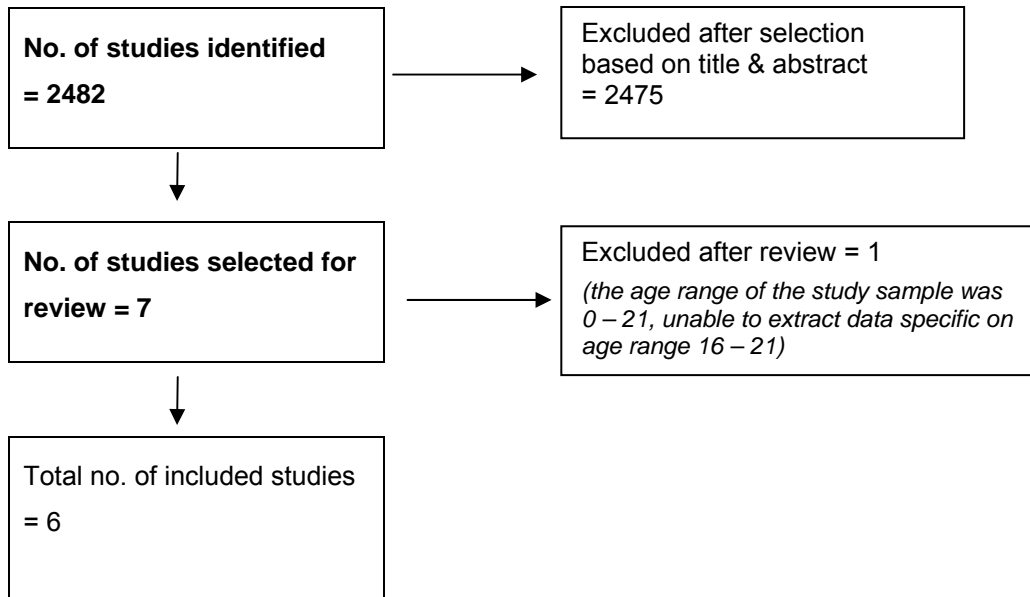 No. of studies identified
= 2482
Excluded after selection
based on title & abstract
= 2475
No. of studies selected for
review = 7
Excluded after review = 1
(the age range of the study sample was
0 – 21, unable to extract data specific on
age range 16 – 21)
Total no. of included studies
= 6